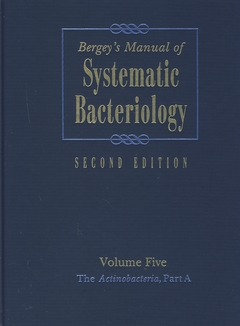 Bergey's Manual of
Systematic
Bacteriology
SECOND EDITION
Volume Five
The Actinobacteria, Part A